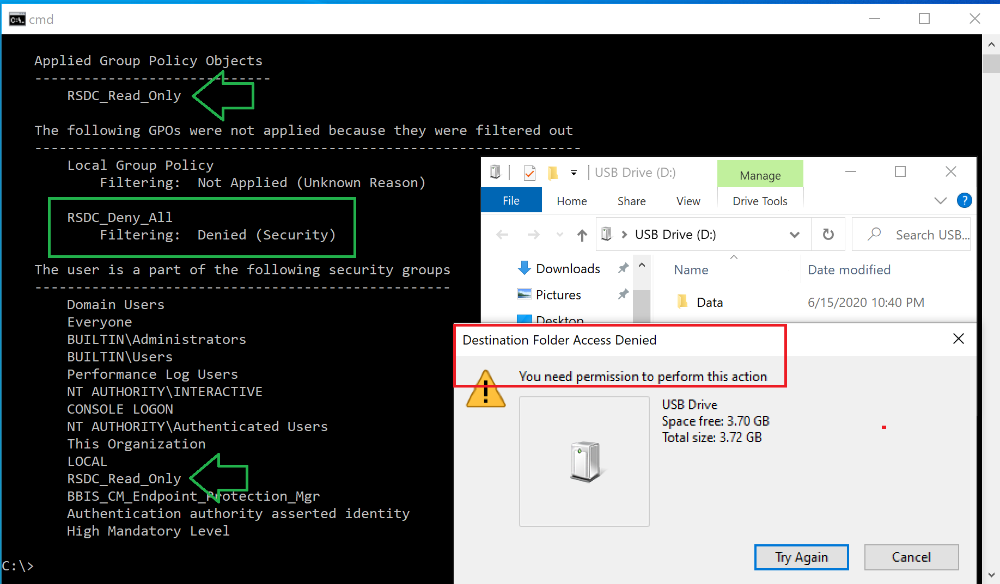 cmd
Applied Group Policy Objects
-----------------------------
RSDC_Read_Only
The following GPOs were not applied because they were filtered out
-------------------------------------------------------------------
Local Group Policy
Filtering:  Not Applied (Unknown Reason)
RSDC_Deny_All
Filtering:  Denied (Security)
The user is a part of the following security groups
---------------------------------------------------
Domain Users
Everyone
BUILTIN\Administrators
BUILTIN\Users
Performance Log Users
NT AUTHORITY\INTERACTIVE
CONSOLE LOGON
NT AUTHORITY\Authenticated Users
This Organization
LOCAL
RSDC_Read_Only
BBIS_CM_Endpoint_Protection_Mgr
Authentication authority asserted identity
High Mandatory Level
C:\>
USB Drive (D:)
Manage
File Home Share View Drive Tools
USB Drive (D:)
Search USB...
Downloads
Pictures
Desktop
Name Date modified
Data 6/15/2020 10:40 PM
Destination Folder Access Denied
You need permission to perform this action
USB Drive
Space free: 3.70 GB
Total size: 3.72 GB
Try Again Cancel